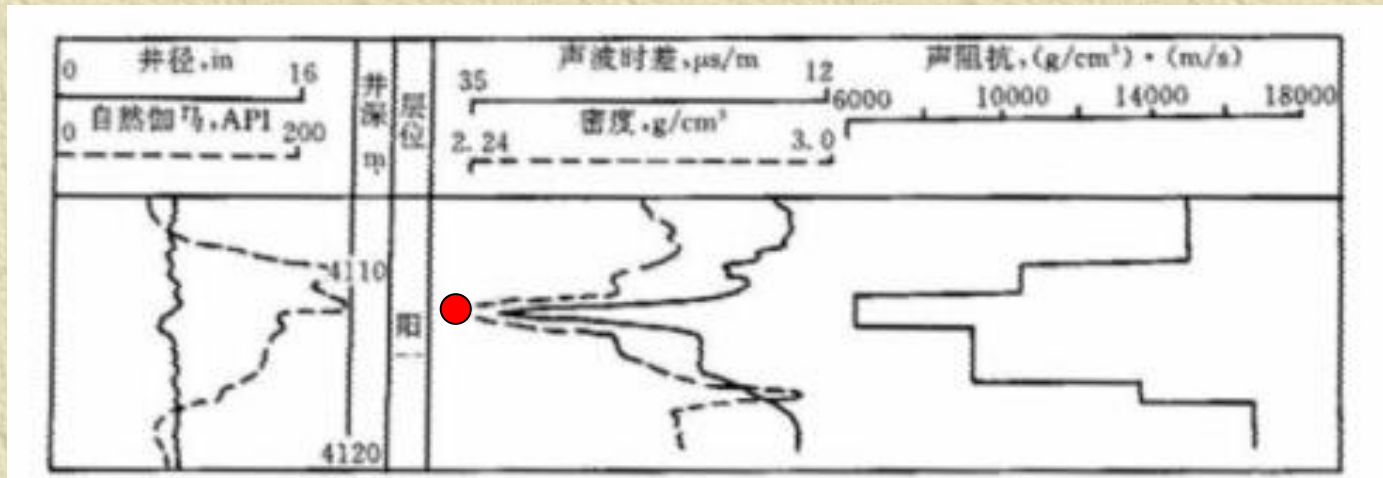 井径,in
0 16
自然伽马,API
0 200
井深 m
层位
声波时差,μs/m
35 12
密度,g/cm³
2.24 3.0
声阻抗,(g/cm³)·(m/s)
6000 10000 14000 18000
4110
阳一
4120